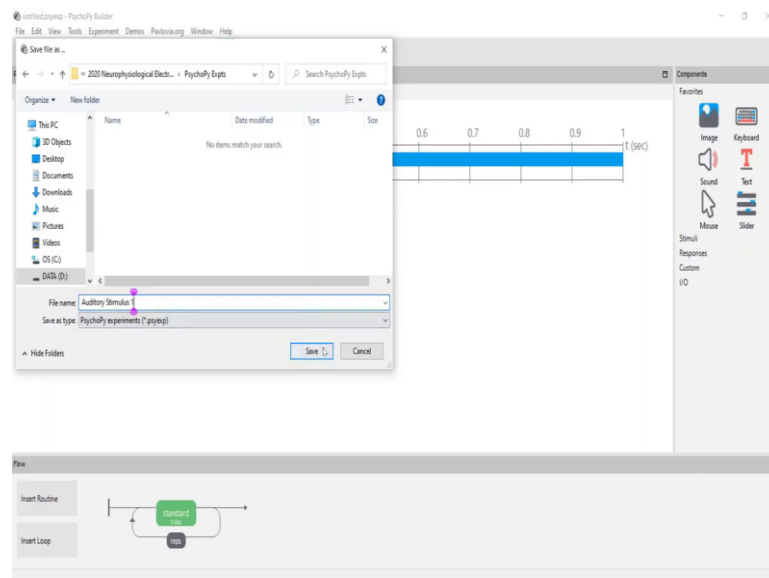 untitled.psyexp - PsychoPy Builder
File Edit View Tools Experiment Demos Pavlovia.org Window Help
Save file as ...
« 2020 Neurophysiological Electr... › PsychoPy Expts
Search PsychoPy Expts
Organize
New folder
Name
Date modified
Type
Size
No items match your search.
This PC
3D Objects
Desktop
Documents
Downloads
Music
Pictures
Videos
OS (C:)
DATA (D:)
File name: Auditory Stimulus 1
Save as type: PsychoPy experiments (*.psyexp)
Hide Folders
Save
Cancel
0.6 0.7 0.8 0.9 1
t (sec)
Components
Favorites
Image
Keyboard
Sound
Text
Mouse
Slider
Stimuli
Responses
Custom
I/O
Flow
Insert Routine
Insert Loop
standard
reps